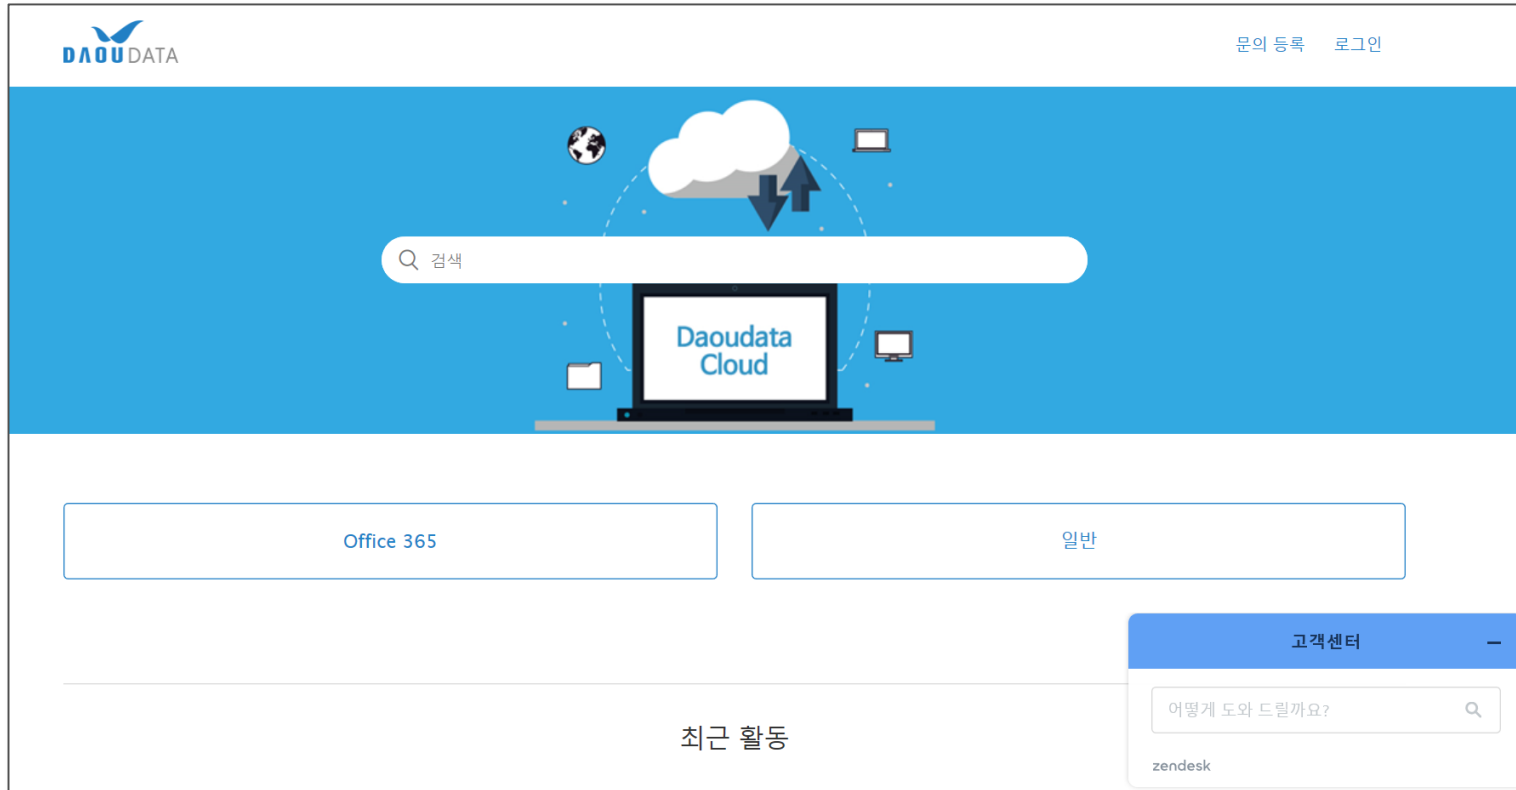 DAOUDATA
문의 등록 로그인
검색
Daoudata
Cloud
Office 365 일반
고객센터
어떻게 도와 드릴까요?
zendesk
최근 활동